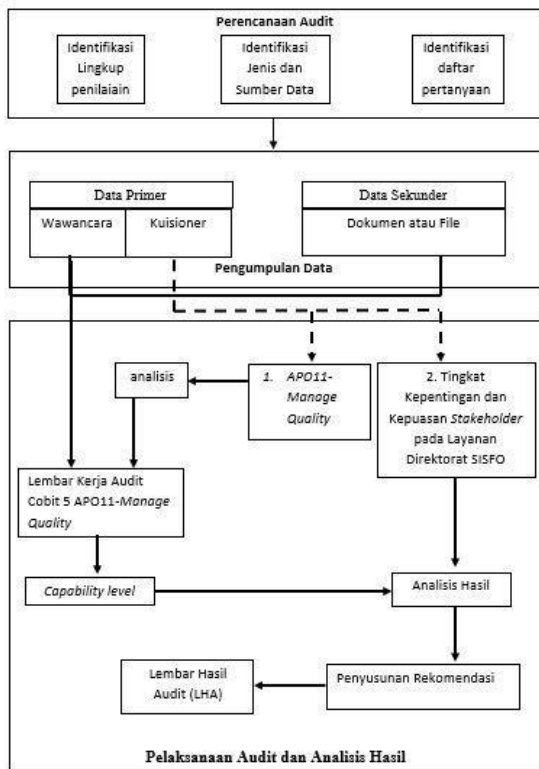 Perencanaan Audit
Identifikasi
Lingkup
penilaiain
Identifikasi
Jenis dan
Sumber Data
Identifikasi
daftar
pertanyaan
Data Primer
Wawancara
Kuisioner
Data Sekunder
Dokumen atau File
Pengumpulan Data
analisis
1. APO11-
Manage
Quality
2. Tingkat
Kepentingan dan
Kepuasan Stakeholder
pada Layanan
Direktorat SISFO
Lembar Kerja Audit
Cobit 5 APO11-Manage
Quality
Capability level
Analisis Hasil
Lembar Hasil
Audit (LHA)
Penyusunan Rekomendasi
Pelaksanaan Audit dan Analisis Hasil